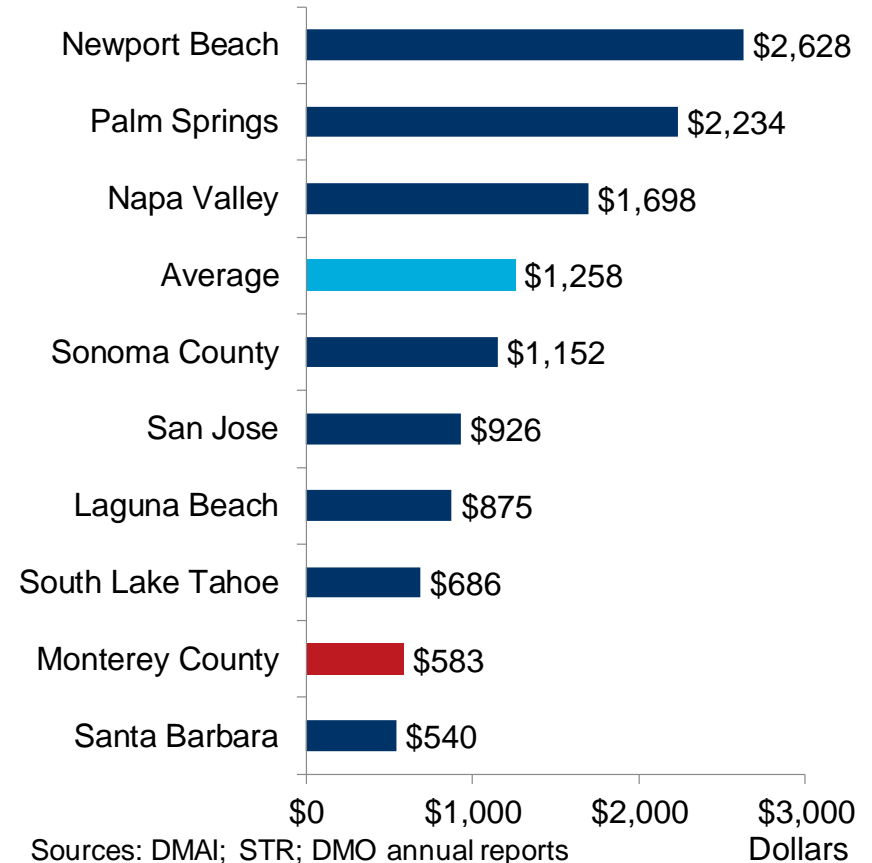 Newport Beach $2,628
Palm Springs $2,234
Napa Valley $1,698
Average $1,258
Sonoma County $1,152
San Jose $926
Laguna Beach $875
South Lake Tahoe $686
Monterey County $583
Santa Barbara $540
$0 $1,000 $2,000 $3,000
Sources: DMAI; STR; DMO annual reports Dollars